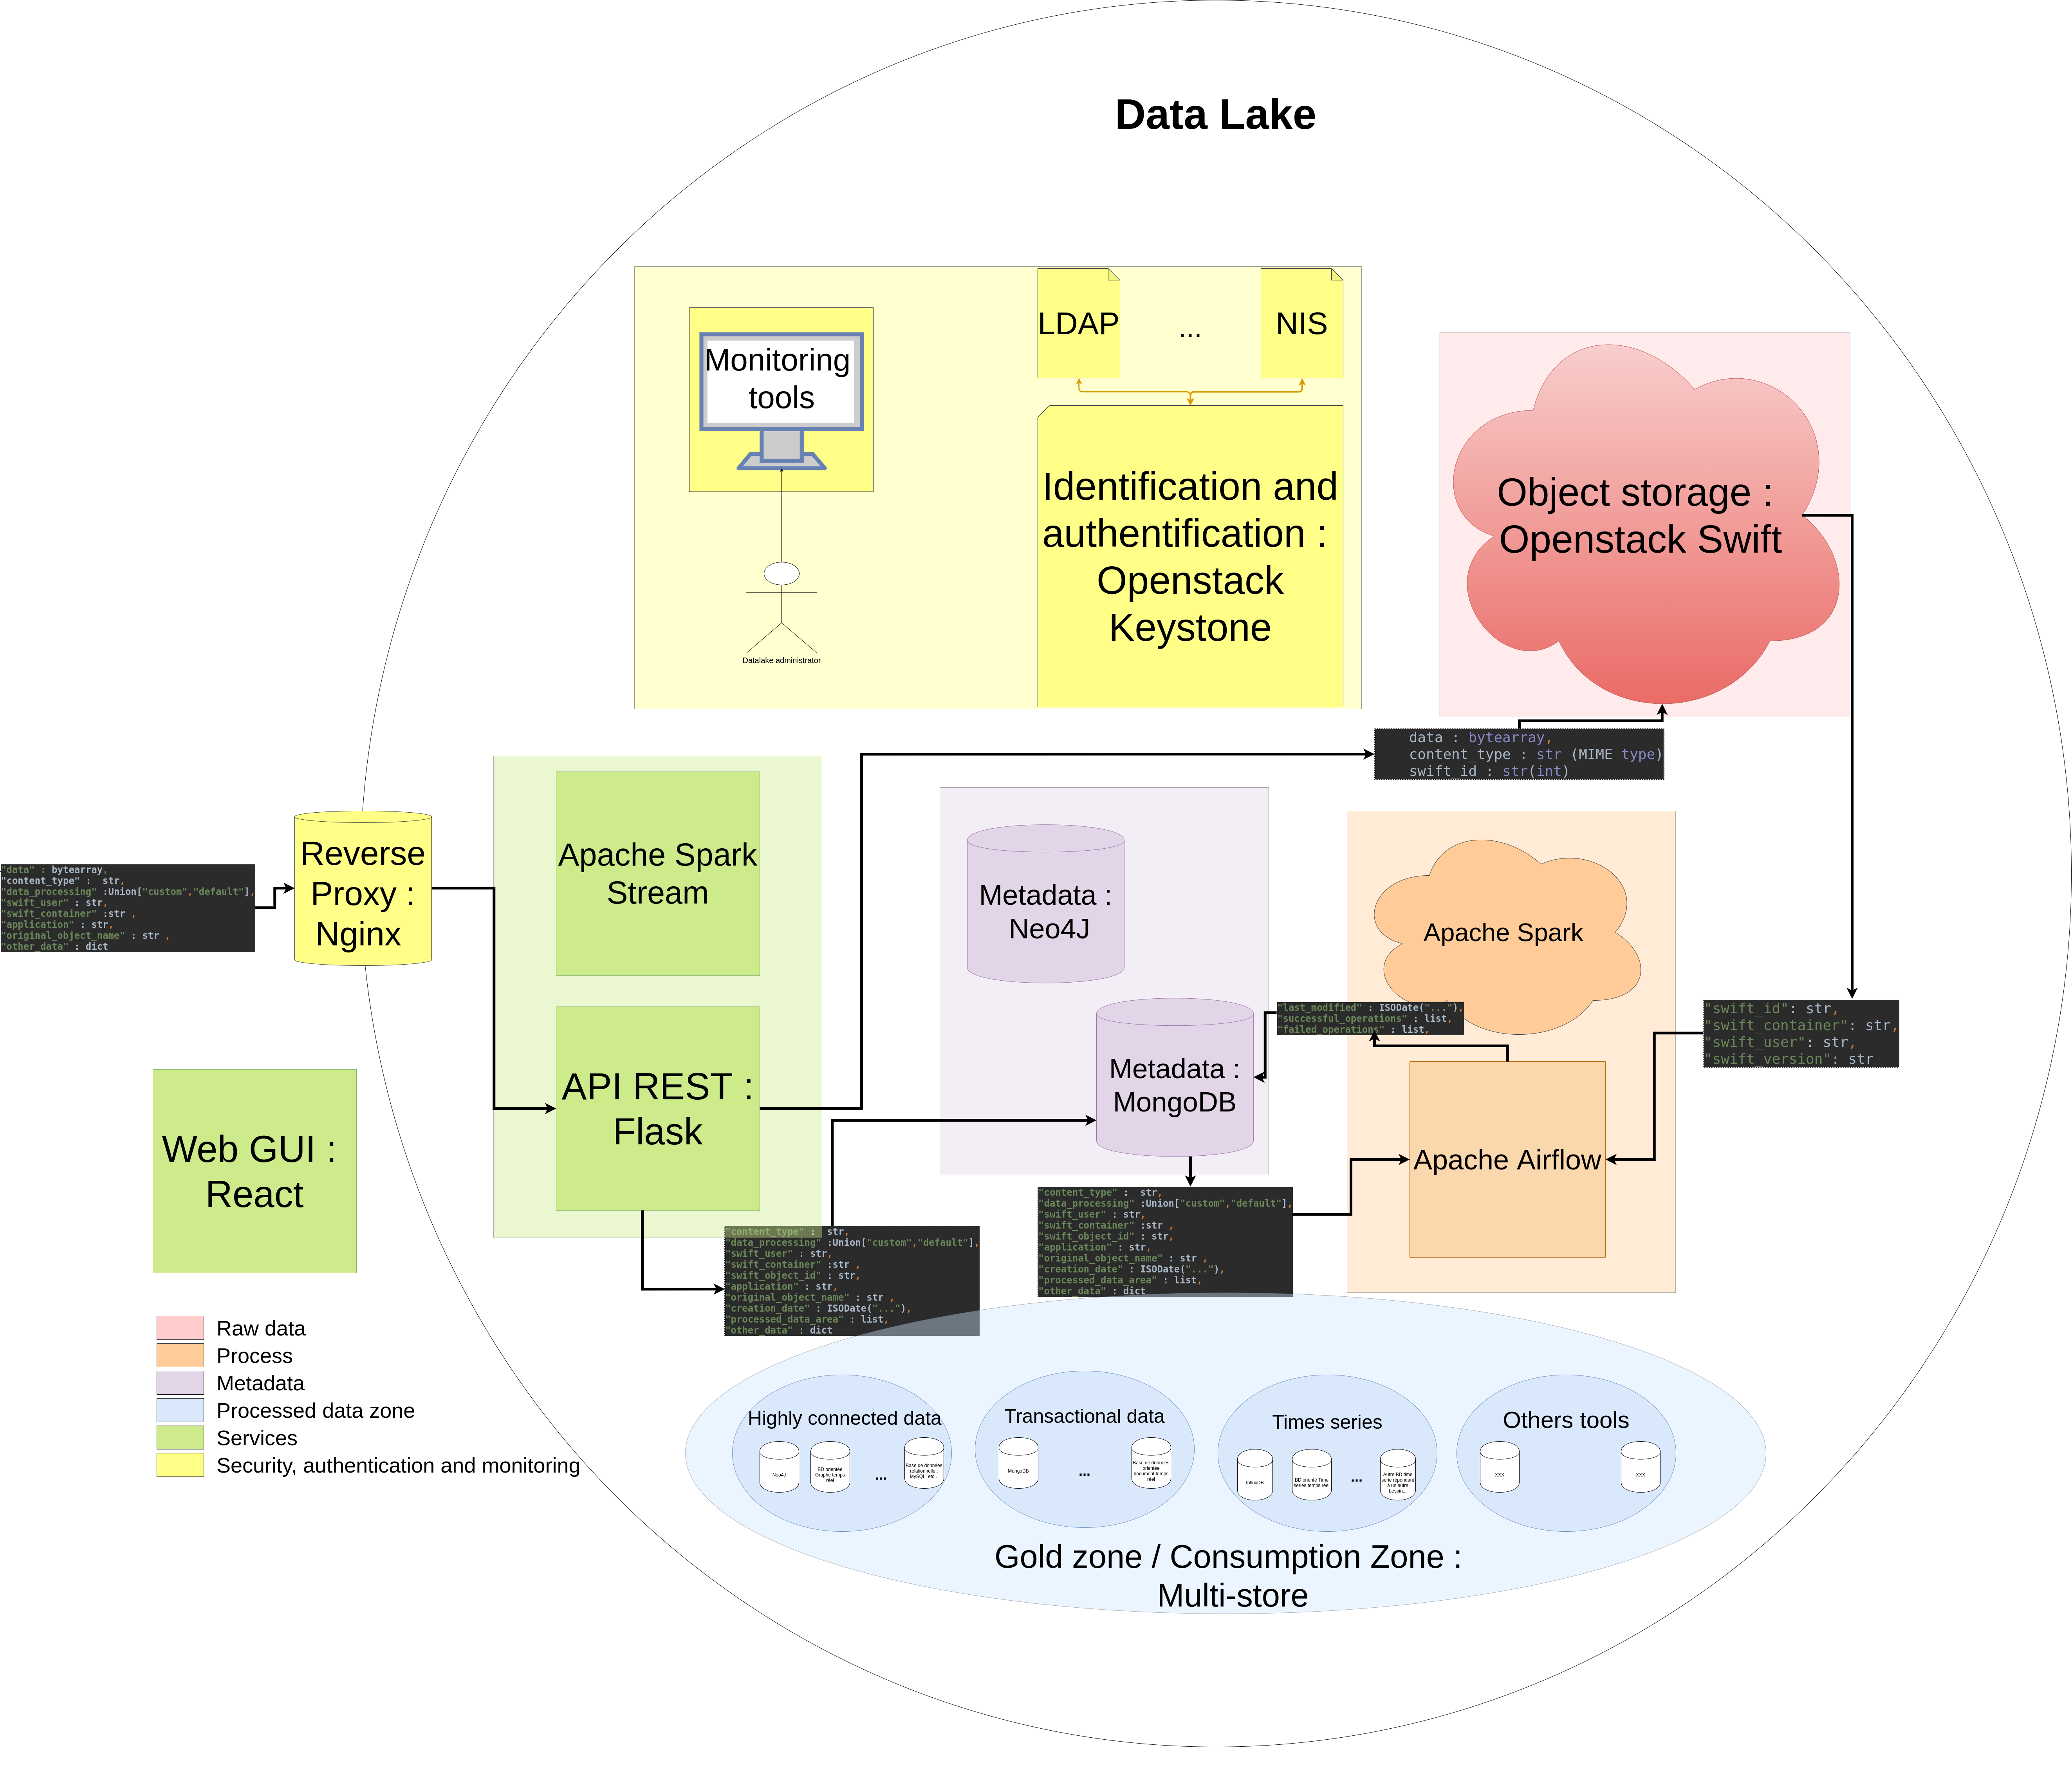 Data Lake
Monitoring
tools
Datalake administrator
LDAP
...
NIS
Identification and
authentification :
Openstack
Keystone
Object storage :
Openstack Swift
data : bytearray,
content_type : str (MIME type)
swift_id : str(int)
"data" : bytearray,
"content_type" :  str,
"data_processing" :Union["custom","default"],
"swift_user" : str,
"swift_container" :str ,
"application" : str,
"original_object_name" : str ,
"other_data" : dict
Reverse
Proxy :
Nginx
Apache Spark
Stream
API REST :
Flask
Metadata :
Neo4J
Metadata :
MongoDB
Apache Spark
"last_modified" : ISODate("..."),
"successful_operations" : list,
"failed_operations" : list,
Apache Airflow
"swift_id": str,
"swift_container": str,
"swift_user": str,
"swift_version": str
Web GUI :
React
"content_type" :  str,
"data_processing" :Union["custom","default"],
"swift_user" : str,
"swift_container" :str ,
"swift_object_id" : str,
"application" : str,
"original_object_name" : str ,
"creation_date" : ISODate("..."),
"processed_data_area" : list,
"other_data" : dict
"content_type" :  str,
"data_processing" :Union["custom","default"],
"swift_user" : str,
"swift_container" :str ,
"swift_object_id" : str,
"application" : str,
"original_object_name" : str ,
"creation_date" : ISODate("..."),
"processed_data_area" : list,
"other_data" : dict
Raw data
Process
Metadata
Processed data zone
Services
Security, authentication and monitoring
Highly connected data
Neo4J
BD orientée
Graphe temps
réel
...
Base de données
relationnelle :
MySQL, etc..
Transactional data
MongoDB
...
Base de données
orientée
document temps
réel
Times series
InfluxDB
BD orienté Time
series temps réel
...
Autre BD time
serie répondant
à un autre
besoin...
Others tools
XXX
XXX
Gold zone / Consumption Zone :
Multi-store